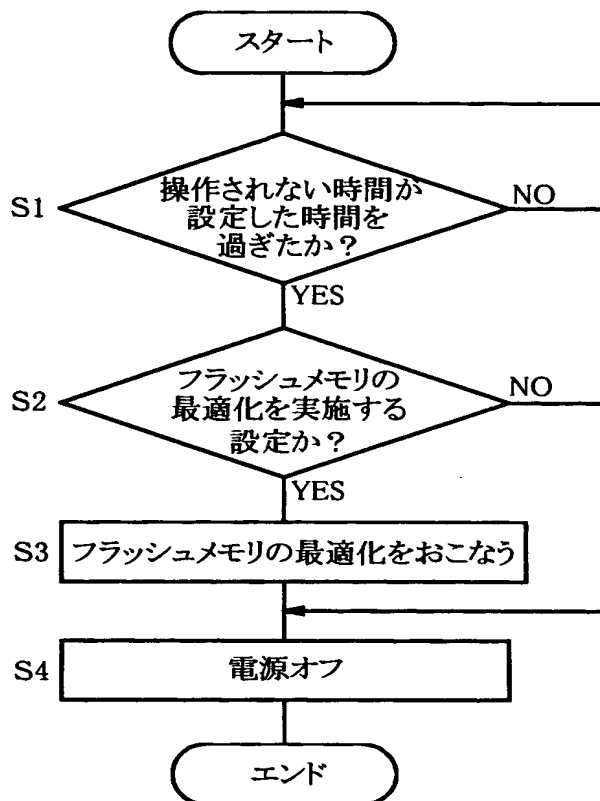 スタート
S1
操作されない時間が
設定した時間を
過ぎたか?
NO
YES
S2
フラッシュメモリの
最適化を実施する
設定か?
NO
YES
S3
フラッシュメモリの最適化をおこなう
S4
電源オフ
エンド